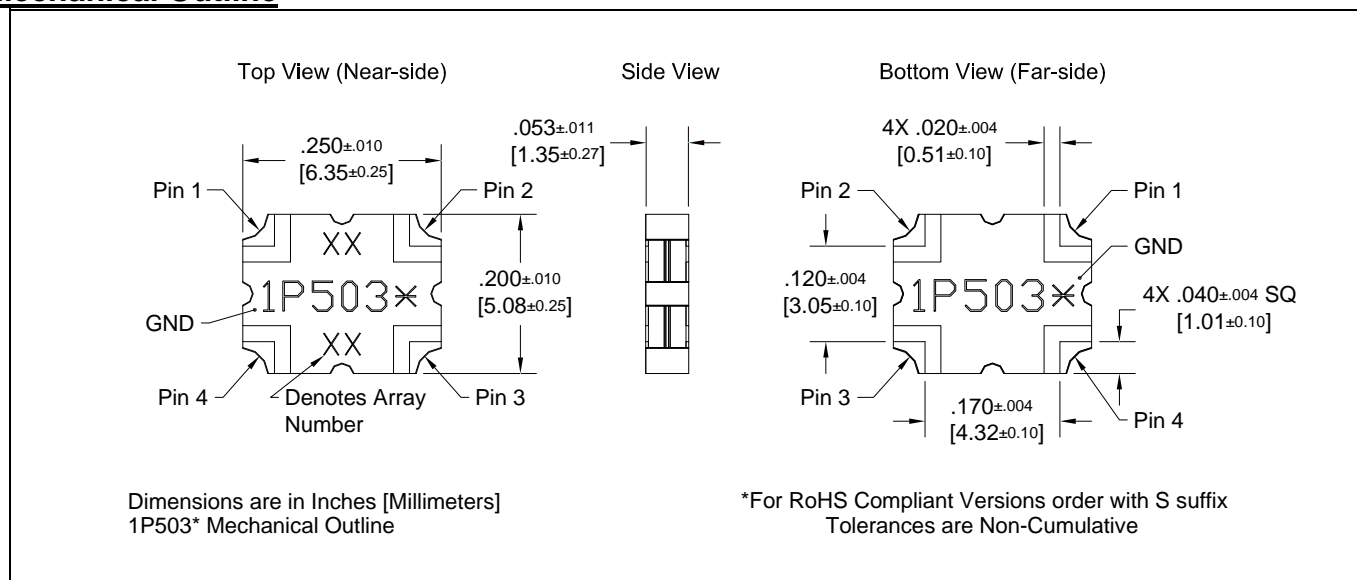 Mechanical Outline
Top View (Near-side)
Side View
Bottom View (Far-side)
.250±.010
[6.35±0.25]
.053±.011
[1.35±0.27]
4X .020±.004
[0.51±0.10]
Pin 1
Pin 2
Pin 2
Pin 1
XX
1P503*
XX
.200±.010
[5.08±0.25]
GND
.120±.004
[3.05±0.10]
1P503*
GND
4X .040±.004 SQ
[1.01±0.10]
Pin 4
Denotes Array
Number
Pin 3
Pin 3
.170±.004
[4.32±0.10]
Pin 4
Dimensions are in Inches [Millimeters]
1P503* Mechanical Outline
*For RoHS Compliant Versions order with S suffix
Tolerances are Non-Cumulative